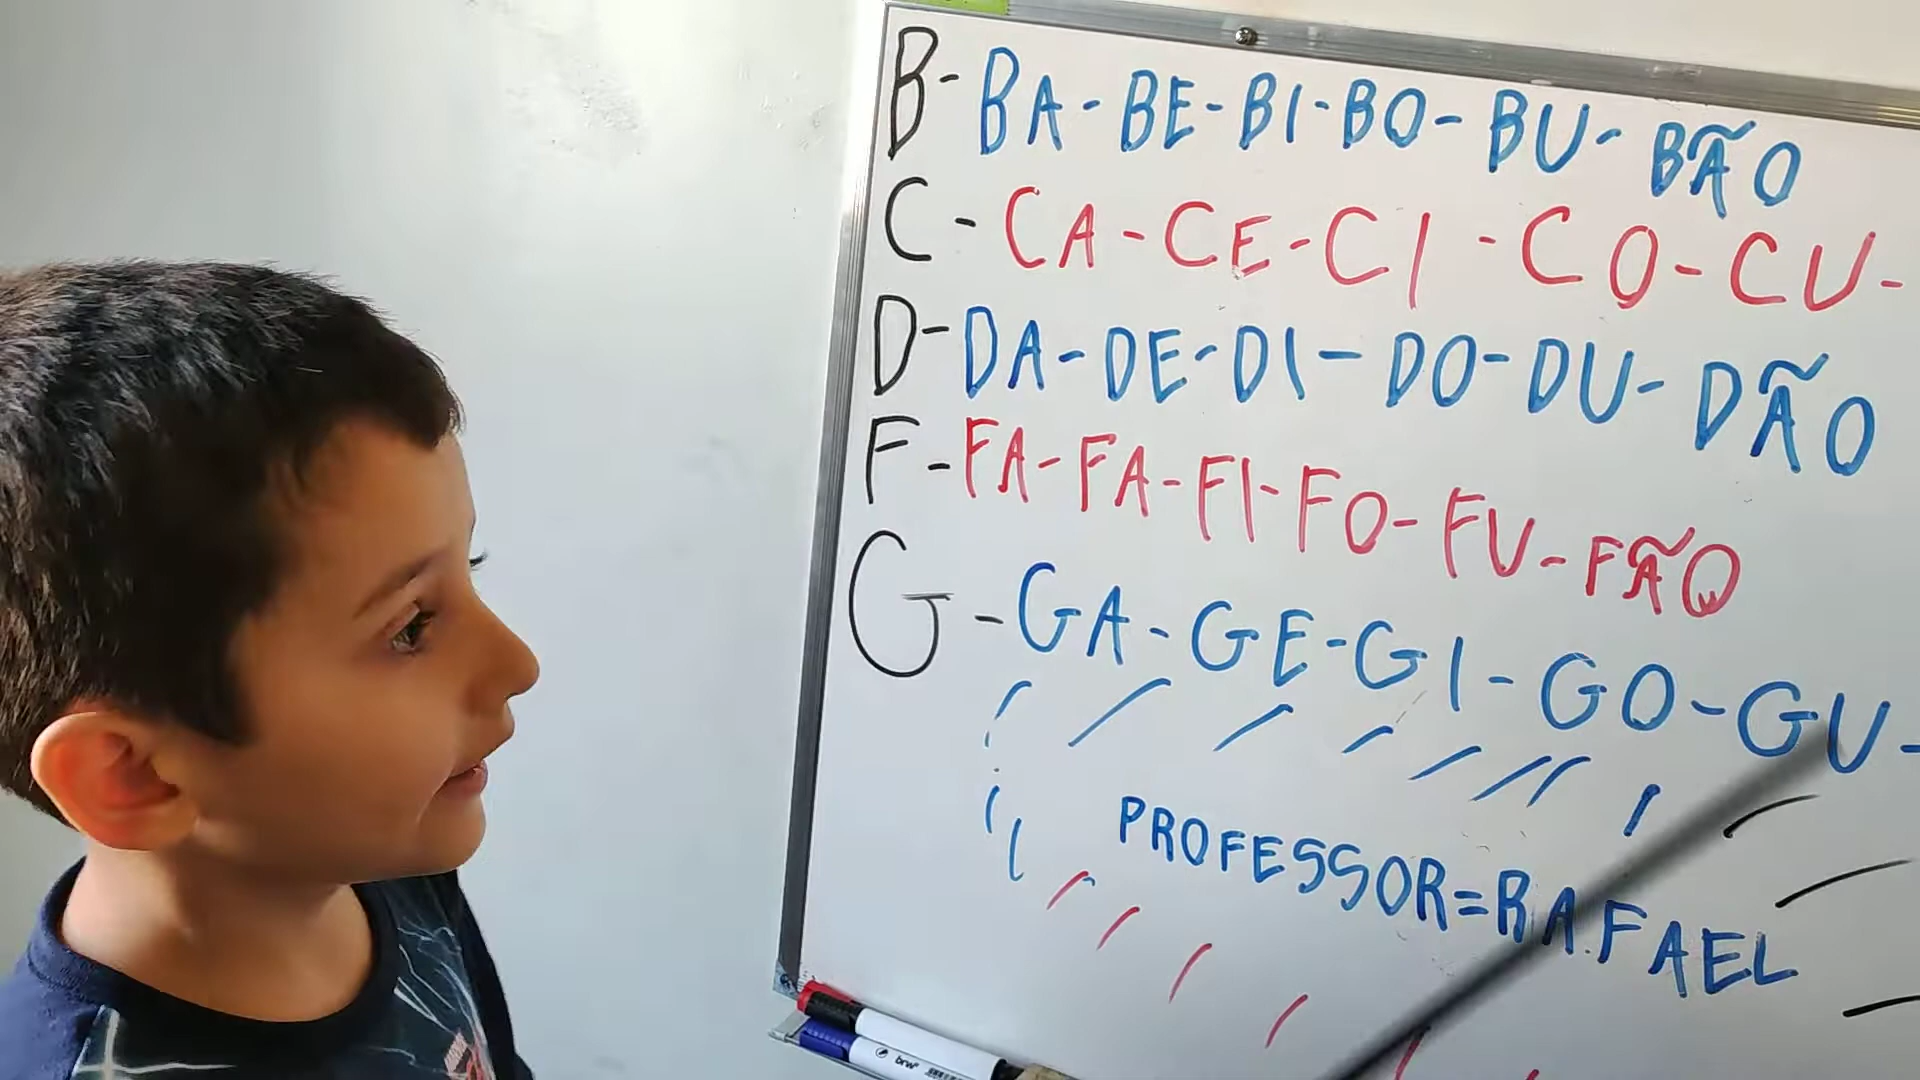 B- BA- BE- BI- BO- BU- BÃO
C- CA- CE- CI - CO- CU-
D- DA- DE- DI- DO- DU- DÃO
F- FA- FA- FI- FO- FU- FÃO
G- GA- GE- GI- GO- GU-
PROFESSOR=RAFAEL
brw